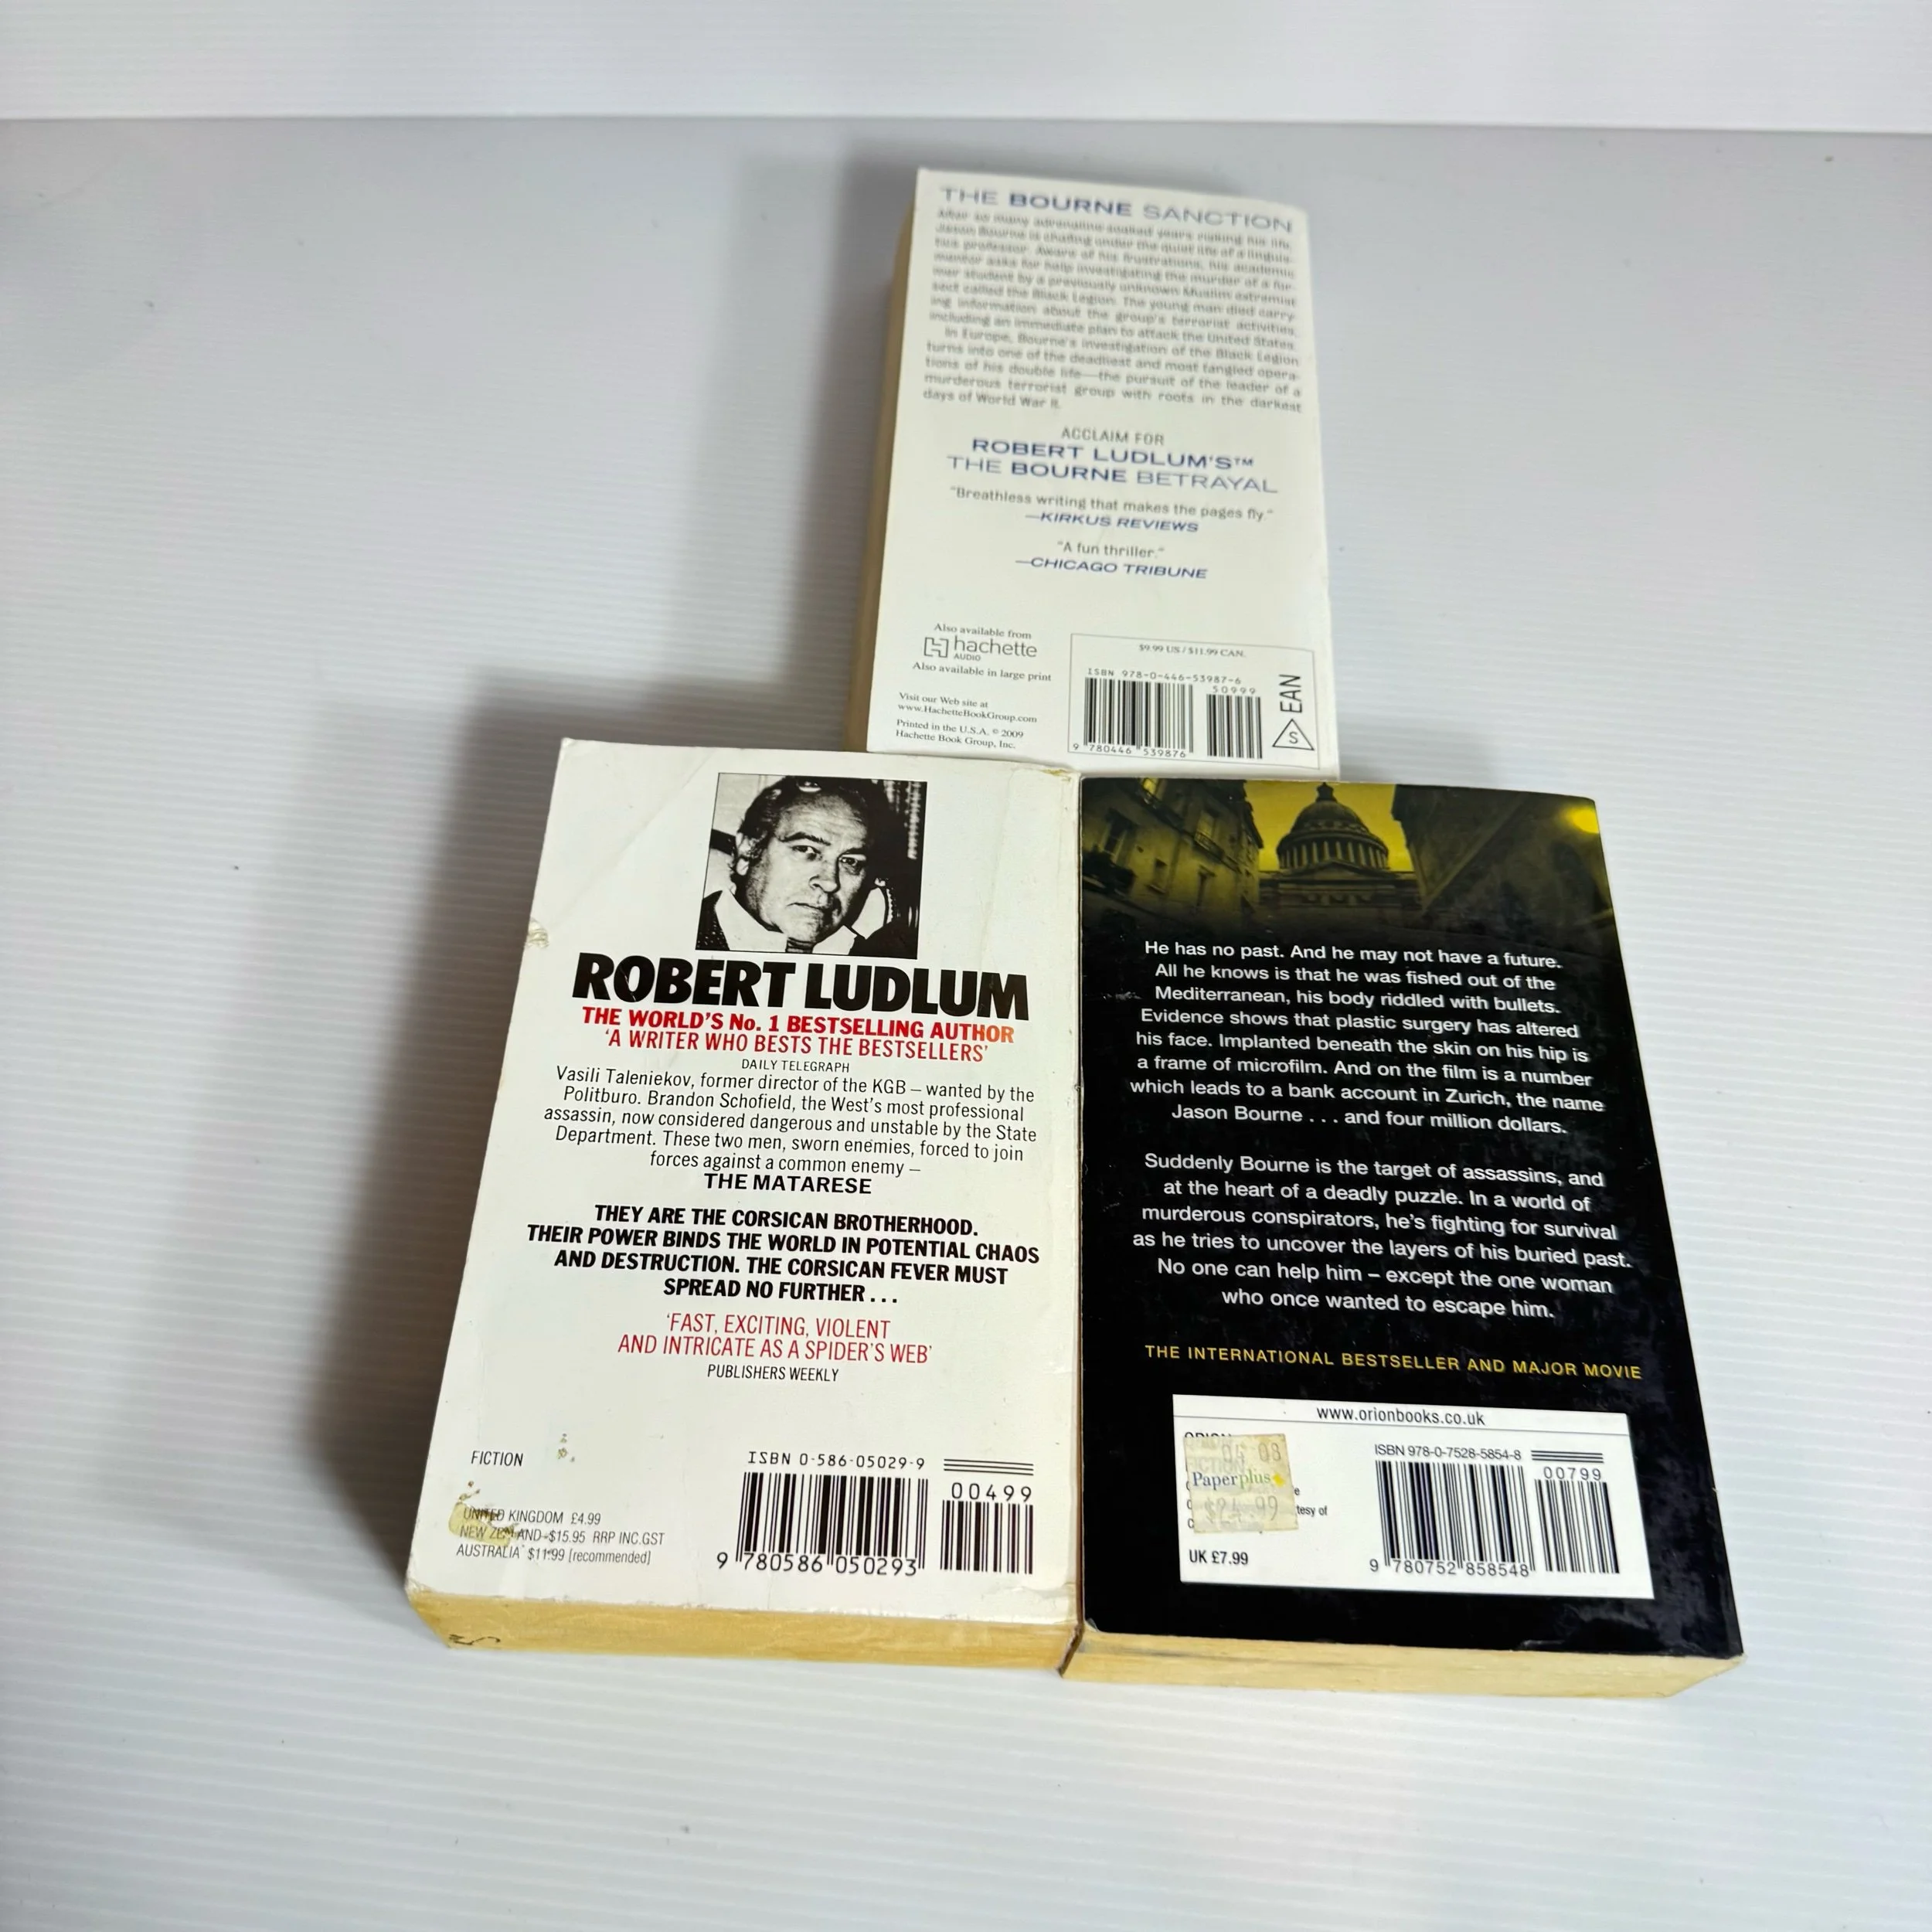 THE BOURNE SANCTION
After so many adrenaline-soaked years risking his life,
Jason Bourne is chafing under the quiet life of a linguis-
tics professor. Aware of his frustrations, his academic
mentor asks for help investigating the murder of a for-
mer student by a previously unknown Muslim extremist
sect called the Black Legion. The young man died carry-
ing information about the group's terrorist activities,
including an immediate plan to attack the United States.
In Europe, Bourne's investigation of the Black Legion
turns into one of the deadliest and most tangled opera-
tions of his double life—the pursuit of the leader of a
murderous terrorist group with roots in the darkest
days of World War II.
ACCLAIM FOR
ROBERT LUDLUM'S™
THE BOURNE BETRAYAL
"Breathless writing that makes the pages fly."
—KIRKUS REVIEWS
"A fun thriller."
—CHICAGO TRIBUNE
Also available from
hachette
AUDIO
Also available in large print
Visit our Web site at
www.HachetteBookGroup.com
Printed in the U.S.A. © 2009
Hachette Book Group, Inc.
$9.99 US / $11.99 CAN.
ISBN 978-0-446-53987-6
50999
9 780446 539876
EAN
S
ROBERT LUDLUM
THE WORLD'S No. 1 BESTSELLING AUTHOR
'A WRITER WHO BESTS THE BESTSELLERS'
DAILY TELEGRAPH
Vasili Taleniekov, former director of the KGB – wanted by the
Politburo. Brandon Schofield, the West's most professional
assassin, now considered dangerous and unstable by the State
Department. These two men, sworn enemies, forced to join
forces against a common enemy –
THE MATARESE
THEY ARE THE CORSICAN BROTHERHOOD.
THEIR POWER BINDS THE WORLD IN POTENTIAL CHAOS
AND DESTRUCTION. THE CORSICAN FEVER MUST
SPREAD NO FURTHER . . .
'FAST, EXCITING, VIOLENT
AND INTRICATE AS A SPIDER'S WEB'
PUBLISHERS WEEKLY
FICTION
UNITED KINGDOM £4.99
NEW ZEALAND $15.95 RRP INC.GST
AUSTRALIA $11.99 (recommended)
ISBN 0-586-05029-9
00499
9 780586 050293
He has no past. And he may not have a future.
All he knows is that he was fished out of the
Mediterranean, his body riddled with bullets.
Evidence shows that plastic surgery has altered
his face. Implanted beneath the skin on his hip is
a frame of microfilm. And on the film is a number
which leads to a bank account in Zurich, the name
Jason Bourne . . . and four million dollars.
Suddenly Bourne is the target of assassins, and
at the heart of a deadly puzzle. In a world of
murderous conspirators, he's fighting for survival
as he tries to uncover the layers of his buried past.
No one can help him – except the one woman
who once wanted to escape him.
THE INTERNATIONAL BESTSELLER AND MAJOR MOVIE
www.orionbooks.co.uk
FICTION
Paperplus
tesy of
UK £7.99
ISBN 978-0-7528-5854-8
00799
9 780752 858548